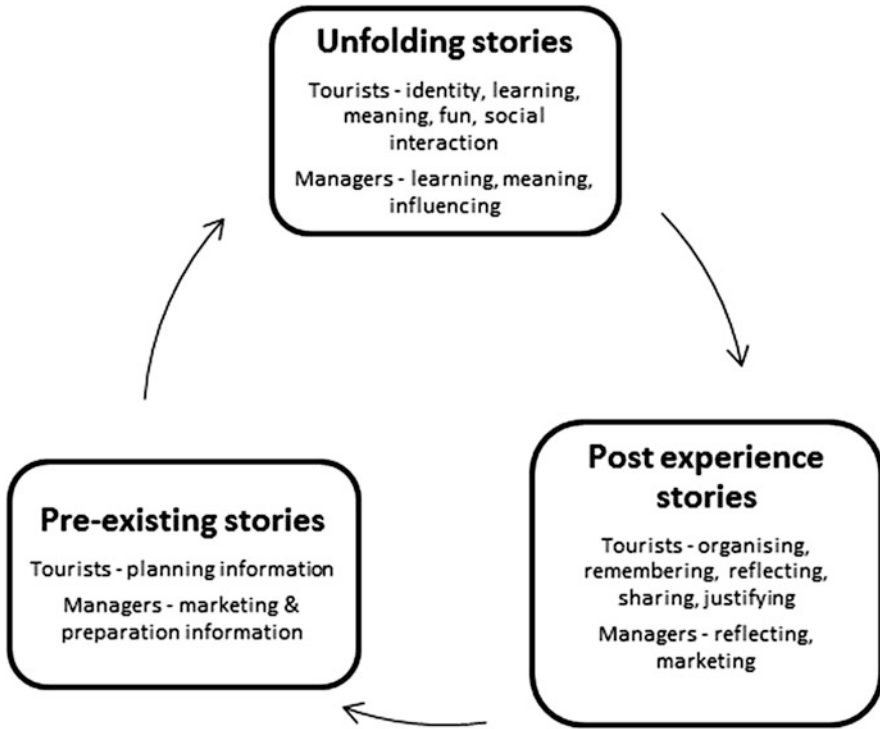 Unfolding stories
Tourists - identity, learning,
meaning, fun, social
interaction
Managers - learning, meaning,
influencing
Post experience
stories
Tourists - organising,
remembering, reflecting,
sharing, justifying
Managers - reflecting,
marketing
Pre-existing stories
Tourists - planning information
Managers - marketing &
preparation information